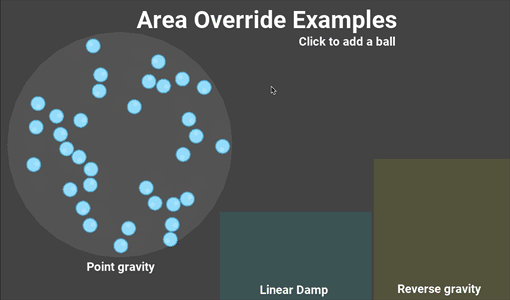 Area Override Examples
Click to add a ball
Point gravity
Linear Damp
Reverse gravity